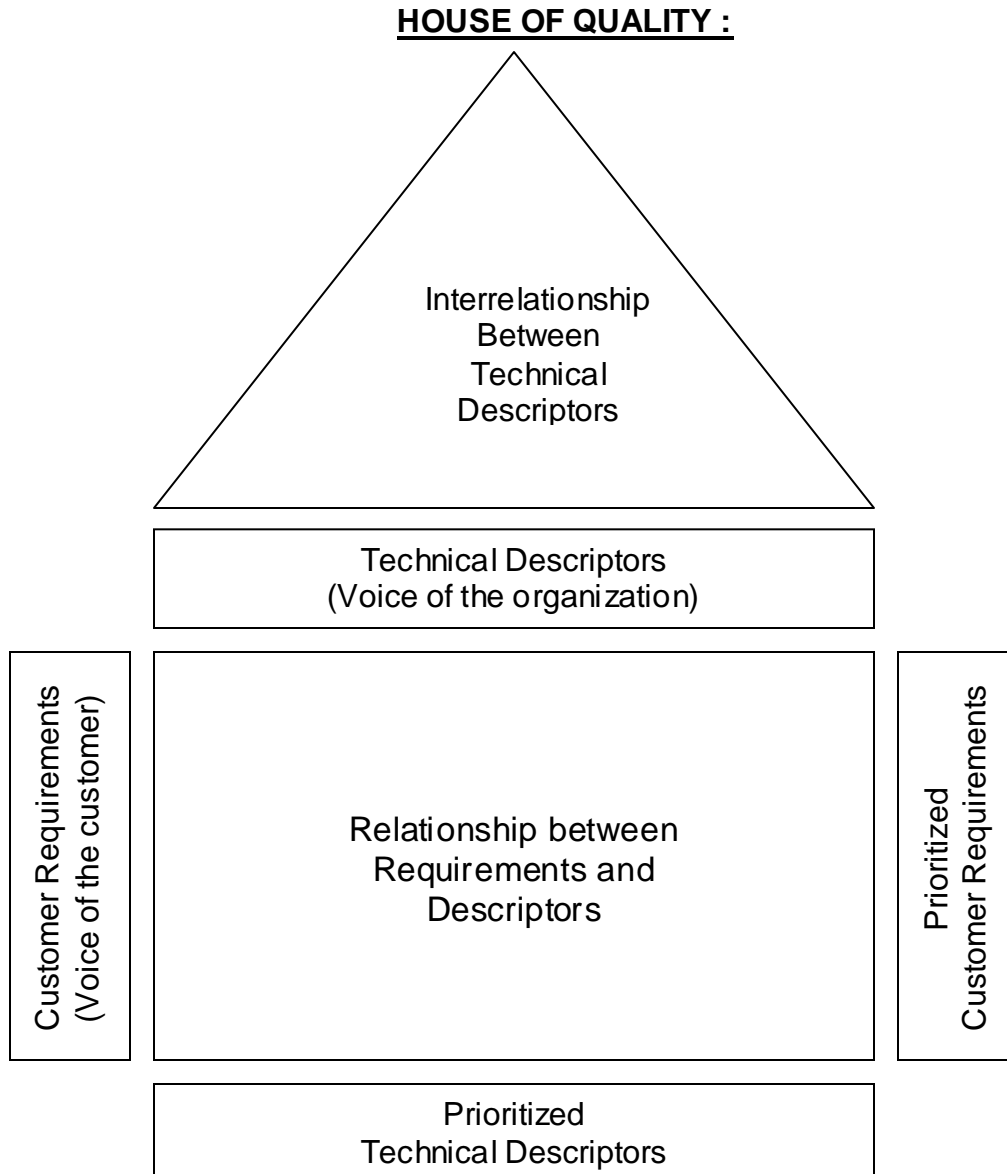 HOUSE OF QUALITY :
Interrelationship
Between
Technical
Descriptors
Technical Descriptors
(Voice of the organization)
Customer Requirements
(Voice of the customer)
Relationship between
Requirements and
Descriptors
Prioritized
Customer Requirements
Prioritized
Technical Descriptors